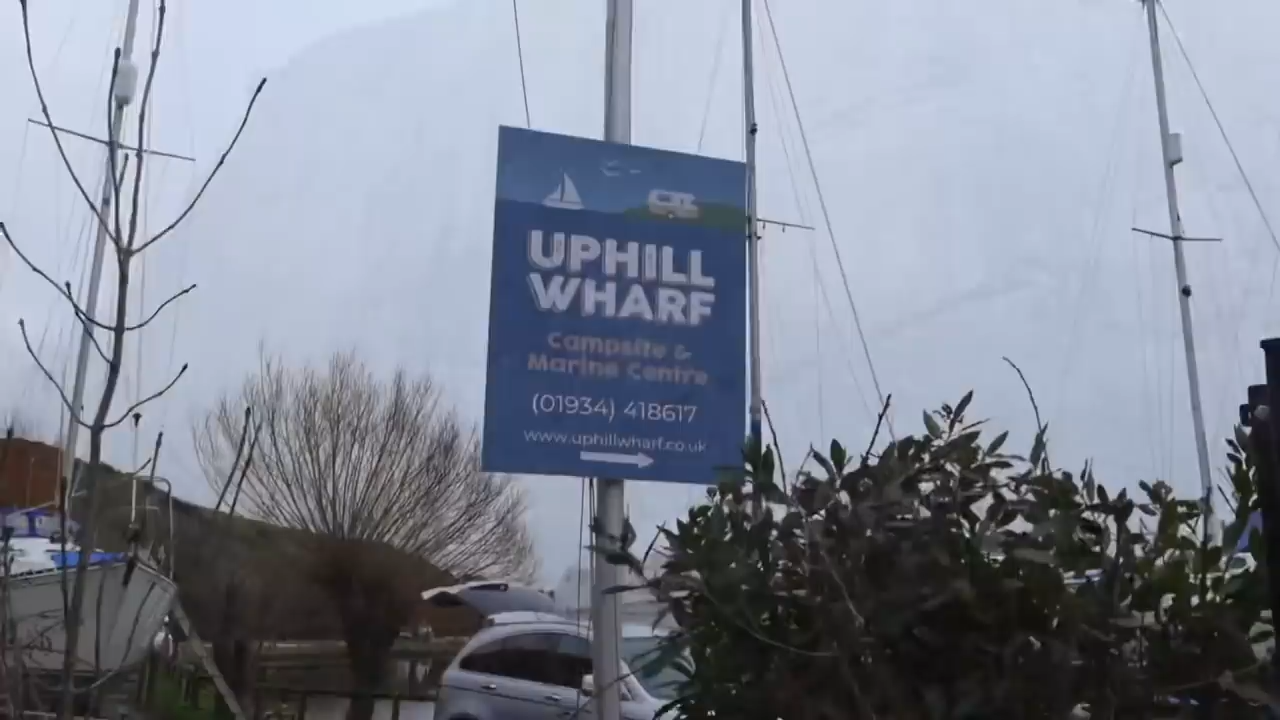 UPHILL
WHARF
Campsite &
Marine Centre
(01934) 418617
www.uphillwharf.co.uk